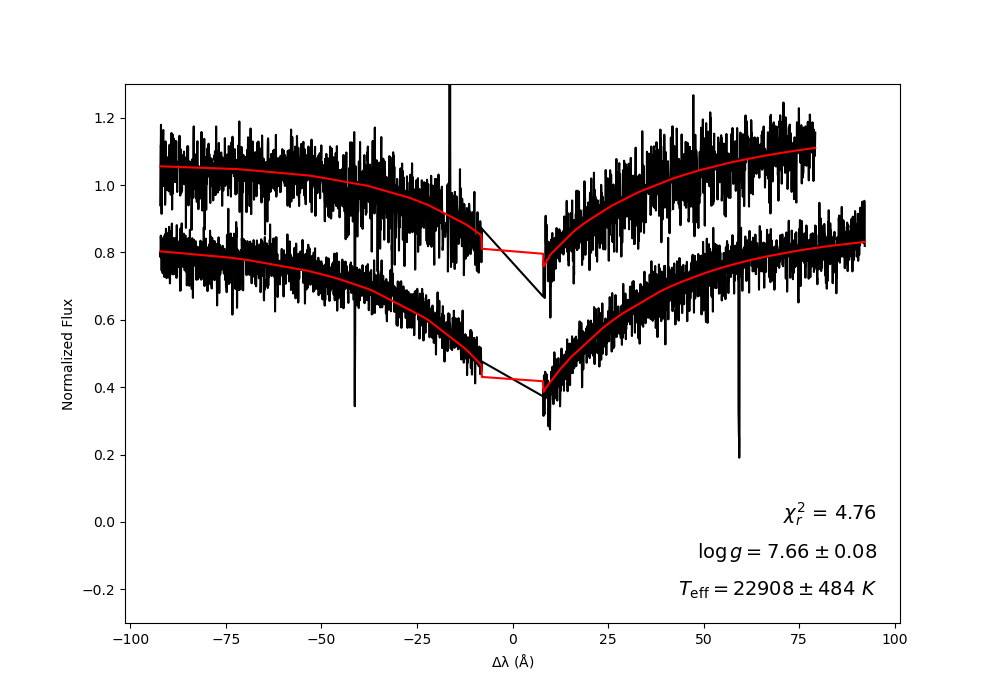 1.2
1.0
0.8
0.6
0.4
0.2
0.0
−0.2
Normalized Flux
χ²ᵣ = 4.76
log g = 7.66 ± 0.08
T_eff = 22908 ± 484 K
−100 −75 −50 −25 0 25 50 75 100
Δλ (Å)